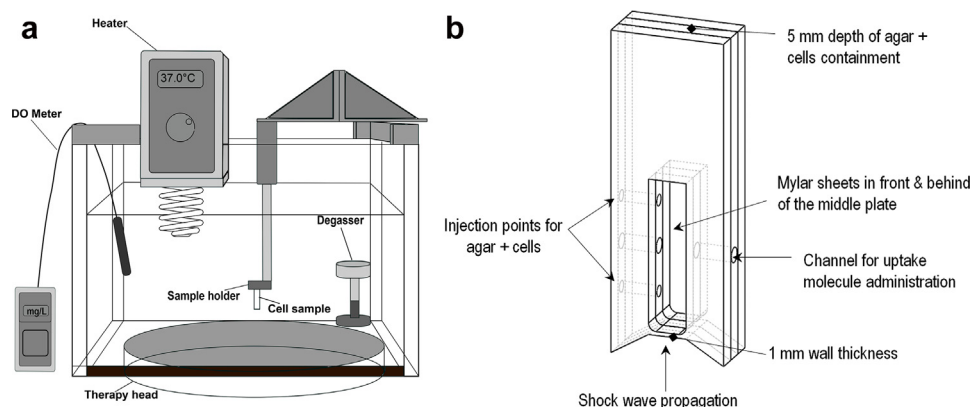 a
Heater
37.0°C
DO Meter
Degasser
Sample holder
Cell sample
mg/L
Therapy head
b
5 mm depth of agar +
cells containment
Mylar sheets in front & behind
of the middle plate
Injection points for
agar + cells
Channel for uptake
molecule administration
1 mm wall thickness
Shock wave propagation